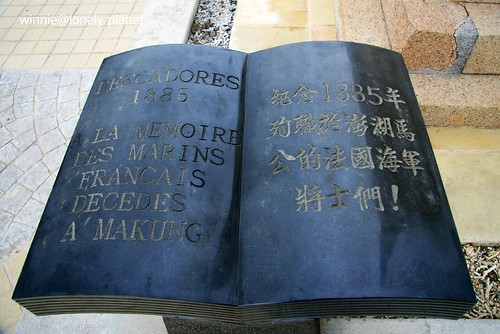 winnie@lonely planet
PESCADORES
1885
A LA MEMOIRE
DES MARINS
FRANCAIS
DECEDES
A MAKUNG
紀念1885年
殉職於澎湖馬
公的法國海軍
將士們!